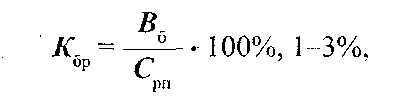 K_бр = B_б / C_рп · 100%, 1–3%,